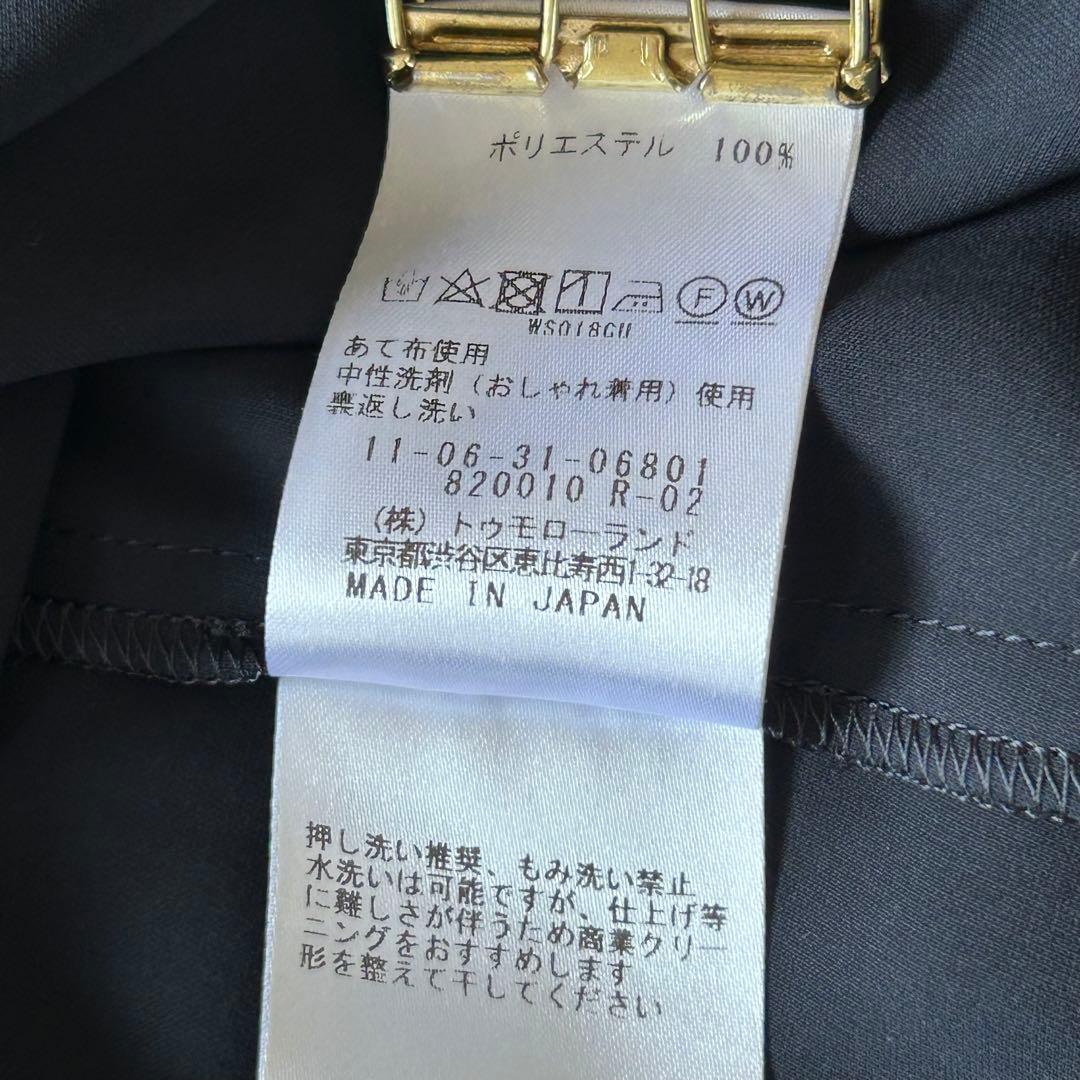 ポリエステル 100%
F W
WS018GU
あて布使用
中性洗剤(おしゃれ着用)使用
裏返し洗い
11-06-31-06801
820010 R-02
(株)トゥモローランド
東京都渋谷区恵比寿西1-32-18
MADE IN JAPAN
押し洗い推奨、もみ洗い禁止
水洗いは可能ですが、仕上げ等
に難しさが伴うため商業クリー
ニングをおすすめします
形を整えて干してください